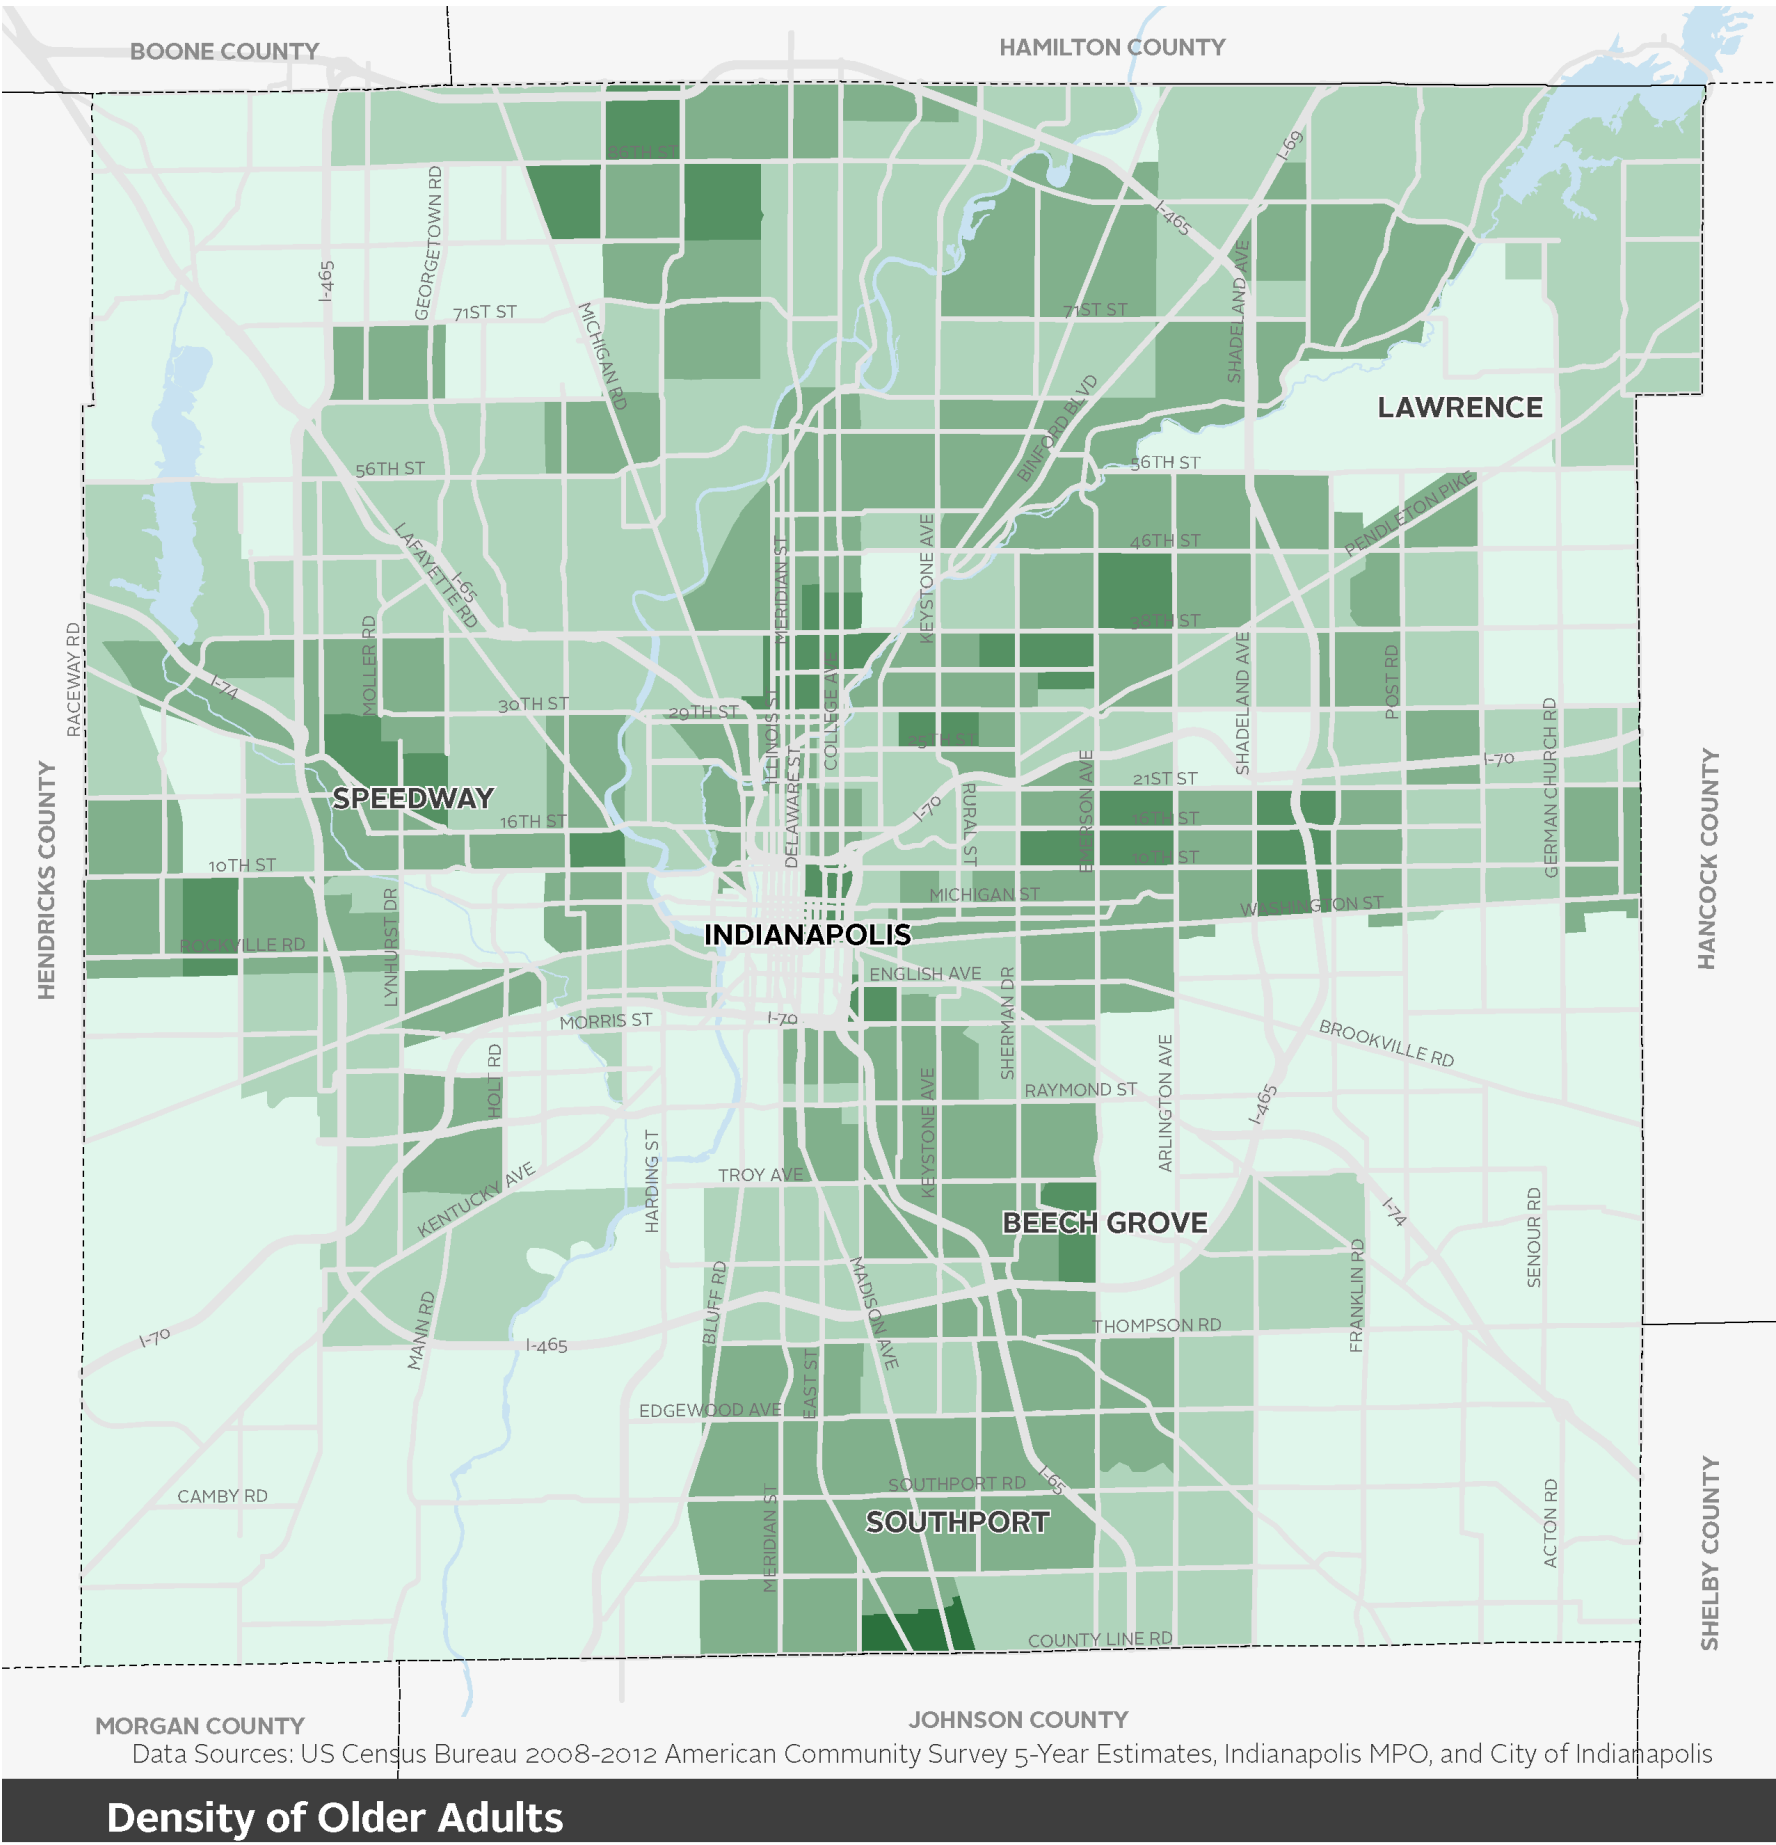 BOONE COUNTY
HAMILTON COUNTY
I-69
86TH ST
GEORGETOWN RD
I-465
I-465
SHADELAND AVE
71ST ST
71ST ST
MICHIGAN RD
BINFORD BLVD
LAWRENCE
56TH ST
56TH ST
PENDLETON PIKE
KEYSTONE AVE
46TH ST
LAFAYETTE RD
I-65
MERIDIAN ST
38TH ST
RACEWAY RD
MOLLER RD
COLLEGE AVE
SHADELAND AVE
POST RD
I-74
30TH ST
29TH ST
ILLINOIS ST
25TH ST
GERMAN CHURCH RD
I-70
SPEEDWAY
DELAWARE ST
I-70
RURAL ST
EMERSON AVE
21ST ST
16TH ST
16TH ST
10TH ST
10TH ST
HENDRICKS COUNTY
HANCOCK COUNTY
LYNHURST DR
MICHIGAN ST
WASHINGTON ST
INDIANAPOLIS
ROCKVILLE RD
ENGLISH AVE
SHERMAN DR
MORRIS ST
I-70
BROOKVILLE RD
HOLT RD
KEYSTONE AVE
RAYMOND ST
ARLINGTON AVE
I-465
HARDING ST
TROY AVE
KENTUCKY AVE
BEECH GROVE
I-74
SENOUR RD
FRANKLIN RD
MANN RD
BLUFF RD
MADISON AVE
I-70
I-465
THOMPSON RD
EAST ST
EDGEWOOD AVE
SOUTHPORT RD
I-65
CAMBY RD
MERIDIAN ST
SOUTHPORT
ACTON RD
SHELBY COUNTY
COUNTY LINE RD
MORGAN COUNTY
JOHNSON COUNTY
Data Sources: US Census Bureau 2008-2012 American Community Survey 5-Year Estimates, Indianapolis MPO, and City of Indianapolis
Density of Older Adults